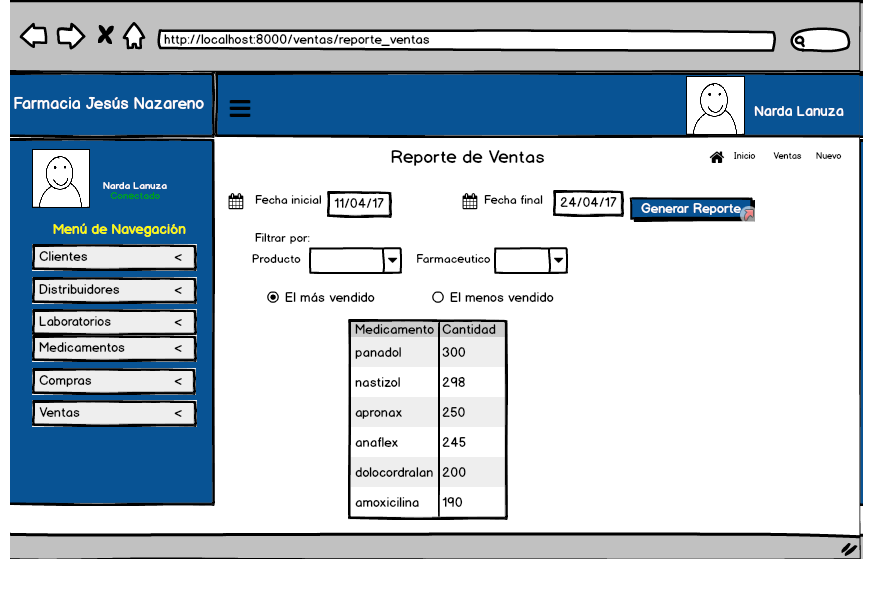 http://localhost:8000/ventas/reporte_ventas
Farmacia Jesús Nazareno
Narda Lanuza
Narda Lanuza
Conectado
Menú de Navegación
Clientes <
Distribuidores <
Laboratorios <
Medicamentos <
Compras <
Ventas <
Reporte de Ventas
Inicio Ventas Nuevo
Fecha inicial 11/04/17 Fecha final 24/04/17 Generar Reporte
Filtrar por:
Producto Farmaceutico
El más vendido El menos vendido
Medicamento Cantidad
panadol 300
nastizol 298
apronax 250
anaflex 245
dolocordralan 200
amoxicilina 190